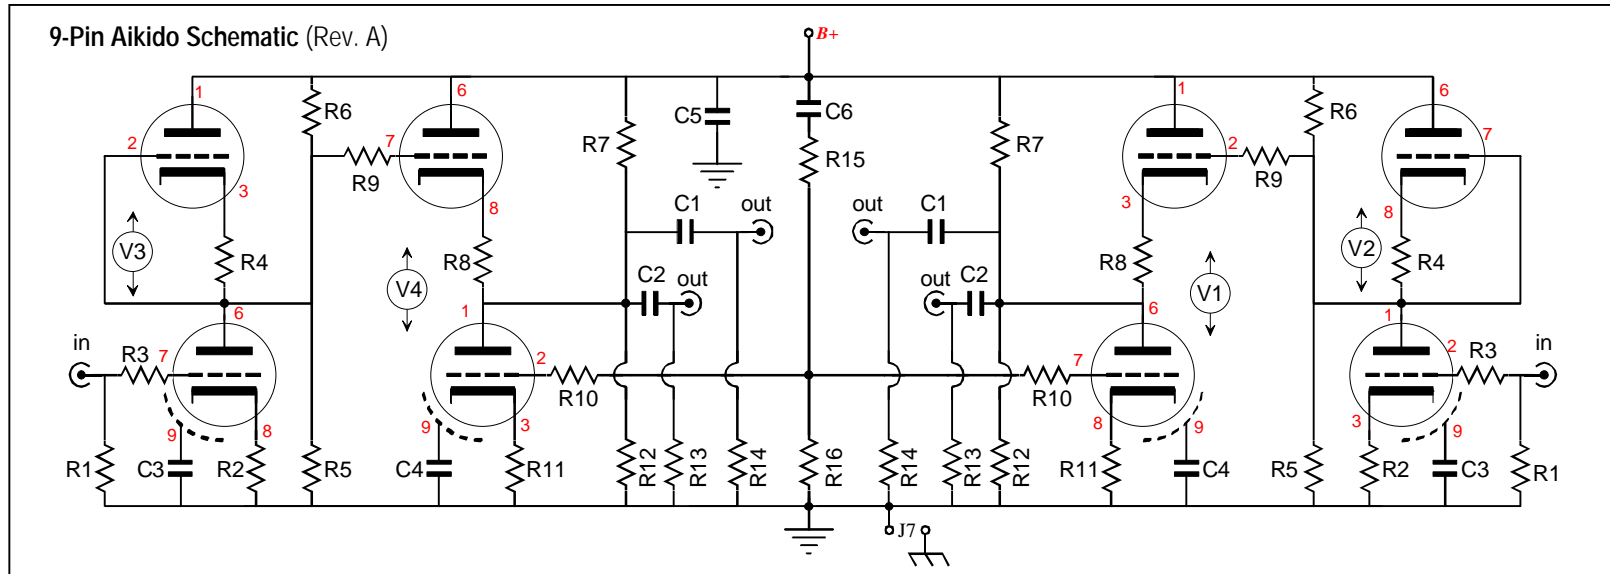 9-Pin Aikido Schematic (Rev. A)
B+
1
R6
6
C5
C6
1
R6
6
2
7
R7
R7
2
7
R9
R15
R9
3
8
C1
out
out
C1
3
8
V3
R4
V4
R8
C2
out
out
C2
R8
V1
V2
R4
6
1
6
1
in
R3
7
2
R10
R10
7
2
R3
in
9
8
9
3
8
9
3
9
R1
C3
R2
R5
C4
R11
R12
R13
R14
R16
R14
R13
R12
R11
C4
R5
R2
C3
R1
J7